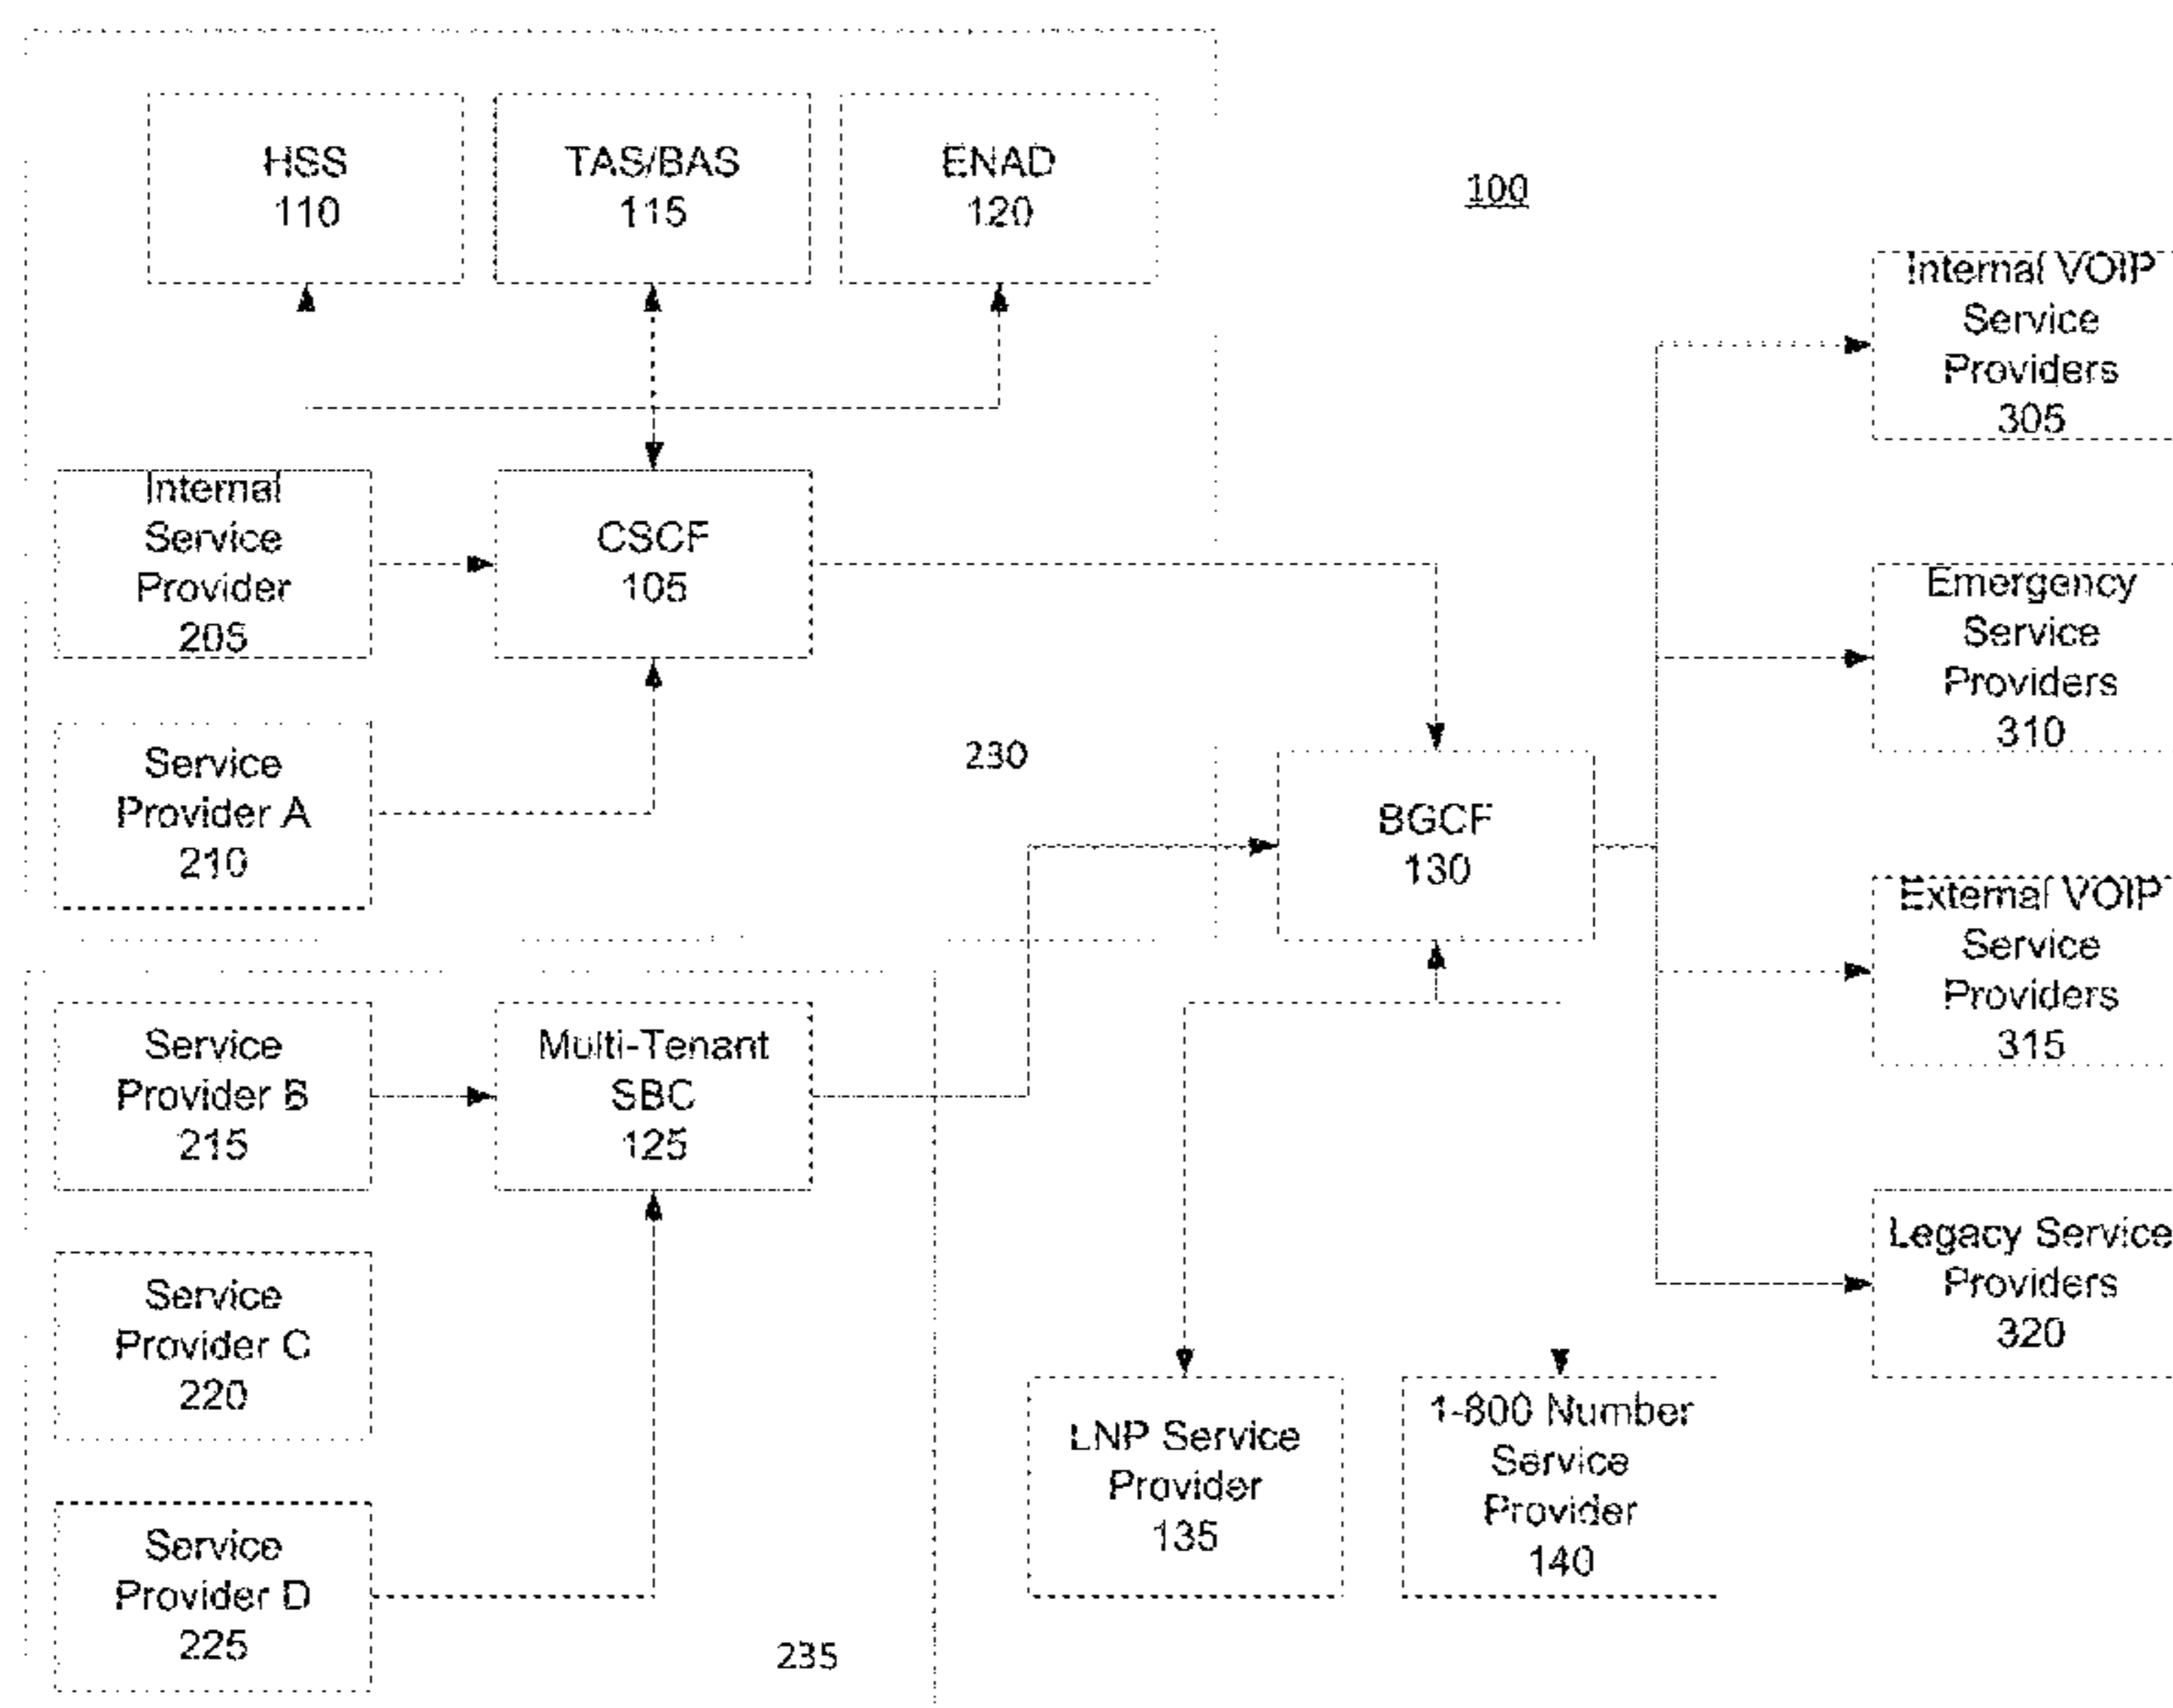 HSS
110
TAS/BAS
115
ENAD
120
100
Internal VOIP
Service
Providers
305
Internal
Service
Provider
205
CSCF
105
Emergency
Service
Providers
310
Service
Provider A
210
230
BGCF
130
External VOIP
Service
Providers
315
Service
Provider B
215
Multi-Tenant
SBC
125
Legacy Service
Providers
320
Service
Provider C
220
LNP Service
Provider
135
1-800 Number
Service
Provider
140
Service
Provider D
225
235